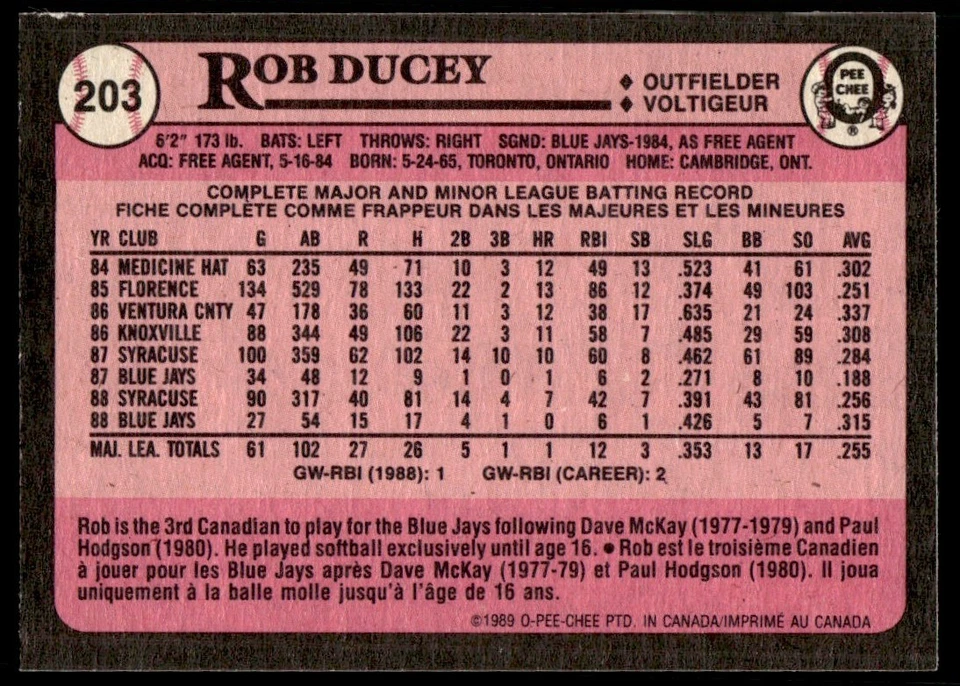 203
ROB DUCEY
♦ OUTFIELDER
♦ VOLTIGEUR
O PEE CHEE ®
6'2" 173 lb. BATS: LEFT THROWS: RIGHT SGND: BLUE JAYS-1984, AS FREE AGENT
ACQ: FREE AGENT, 5-16-84 BORN: 5-24-65, TORONTO, ONTARIO HOME: CAMBRIDGE, ONT.
COMPLETE MAJOR AND MINOR LEAGUE BATTING RECORD
FICHE COMPLÈTE COMME FRAPPEUR DANS LES MAJEURES ET LES MINEURES
YR CLUB G AB R H 2B 3B HR RBI SB SLG BB SO AVG
84 MEDICINE HAT 63 235 49 71 10 3 12 49 13 .523 41 61 .302
85 FLORENCE 134 529 78 133 22 2 13 86 12 .374 49 103 .251
86 VENTURA CNTY 47 178 36 60 11 3 12 38 17 .635 21 24 .337
86 KNOXVILLE 88 344 49 106 22 3 11 58 7 .485 29 59 .308
87 SYRACUSE 100 359 62 102 14 10 10 60 8 .462 61 89 .284
87 BLUE JAYS 34 48 12 9 1 0 1 6 2 .271 8 10 .188
88 SYRACUSE 90 317 40 81 14 4 7 42 7 .391 43 81 .256
88 BLUE JAYS 27 54 15 17 4 1 0 6 1 .426 5 7 .315
MAJ. LEA. TOTALS 61 102 27 26 5 1 1 12 3 .353 13 17 .255
GW-RBI (1988): 1 GW-RBI (CAREER): 2
Rob is the 3rd Canadian to play for the Blue Jays following Dave McKay (1977-1979) and Paul
Hodgson (1980). He played softball exclusively until age 16. ● Rob est le troisième Canadien
à jouer pour les Blue Jays après Dave McKay (1977-79) et Paul Hodgson (1980). Il joua
uniquement à la balle molle jusqu'à l'âge de 16 ans.
©1989 O-PEE-CHEE PTD. IN CANADA/IMPRIMÉ AU CANADA